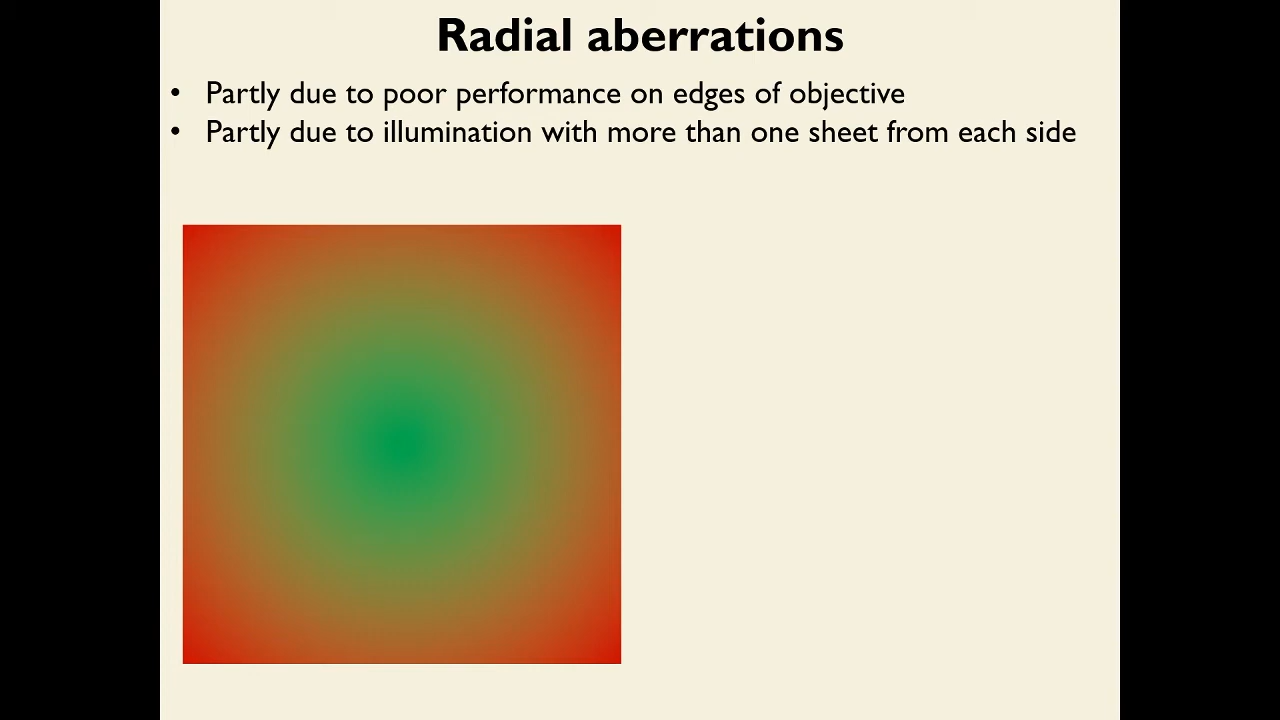 Radial aberrations
• Partly due to poor performance on edges of objective
• Partly due to illumination with more than one sheet from each side